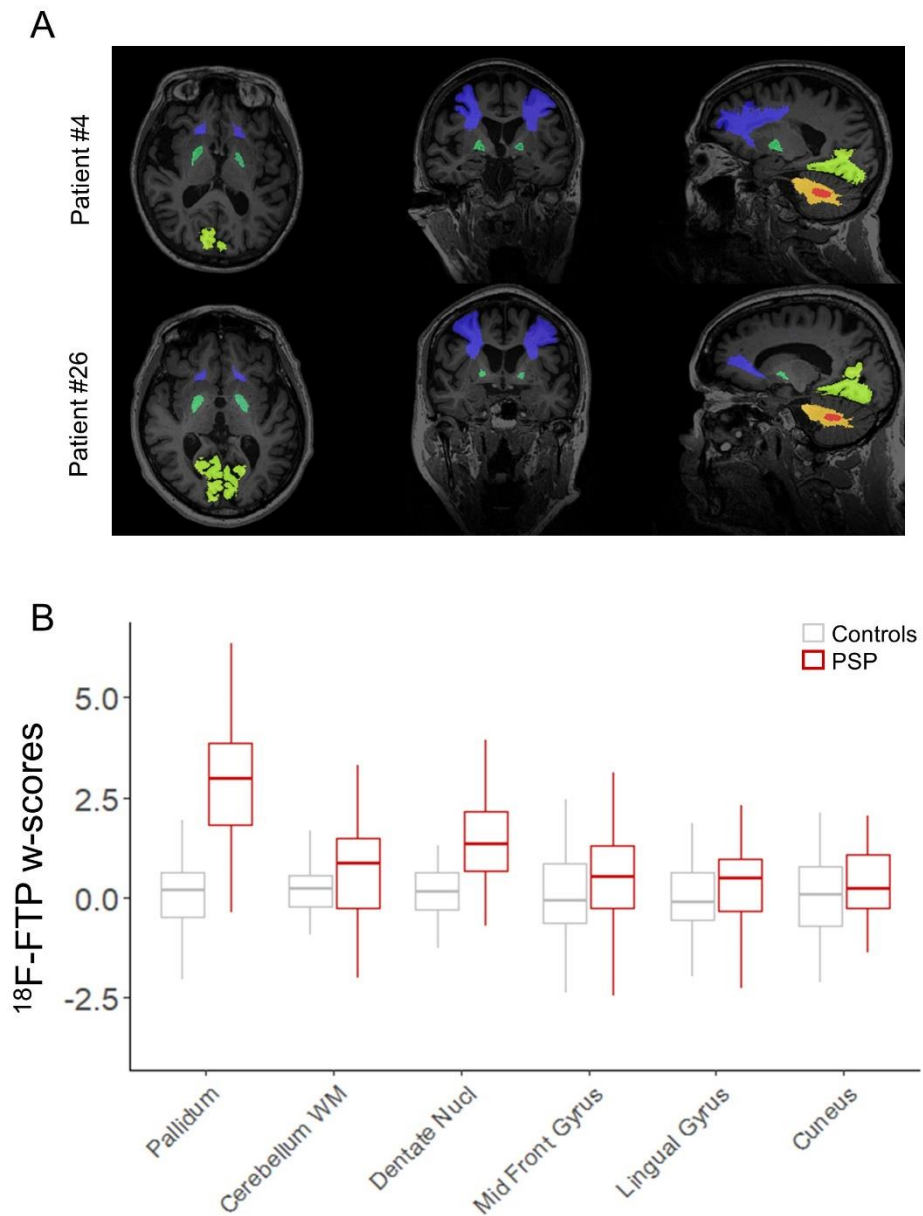 A
Patient #4
Patient #26
B
Controls
PSP
18F-FTP w-scores
5.0
2.5
0.0
-2.5
Pallidum
Cerebellum WM
Dentate Nucl
Mid Front Gyrus
Lingual Gyrus
Cuneus